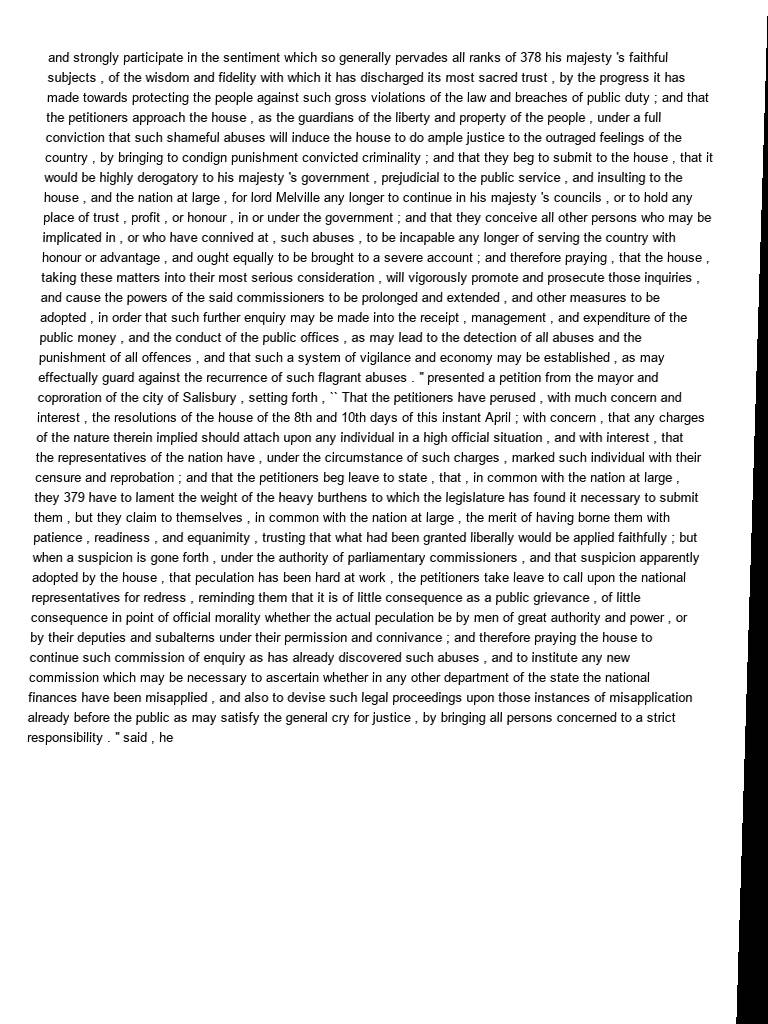 and strongly participate in the sentiment which so generally pervades all ranks of 378 his majesty 's faithful
subjects , of the wisdom and fidelity with which it has discharged its most sacred trust , by the progress it has
made towards protecting the people against such gross violations of the law and breaches of public duty ; and that
the petitioners approach the house , as the guardians of the liberty and property of the people , under a full
conviction that such shameful abuses will induce the house to do ample justice to the outraged feelings of the
country , by bringing to condign punishment convicted criminality ; and that they beg to submit to the house , that it
would be highly derogatory to his majesty 's government , prejudicial to the public service , and insulting to the
house , and the nation at large , for lord Melville any longer to continue in his majesty 's councils , or to hold any
place of trust , profit , or honour , in or under the government ; and that they conceive all other persons who may be
implicated in , or who have connived at , such abuses , to be incapable any longer of serving the country with
honour or advantage , and ought equally to be brought to a severe account ; and therefore praying , that the house ,
taking these matters into their most serious consideration , will vigorously promote and prosecute those inquiries ,
and cause the powers of the said commissioners to be prolonged and extended , and other measures to be
adopted , in order that such further enquiry may be made into the receipt , management , and expenditure of the
public money , and the conduct of the public offices , as may lead to the detection of all abuses and the
punishment of all offences , and that such a system of vigilance and economy may be established , as may
effectually guard against the recurrence of such flagrant abuses . " presented a petition from the mayor and
coproration of the city of Salisbury , setting forth , `` That the petitioners have perused , with much concern and
interest , the resolutions of the house of the 8th and 10th days of this instant April ; with concern , that any charges
of the nature therein implied should attach upon any individual in a high official situation , and with interest , that
the representatives of the nation have , under the circumstance of such charges , marked such individual with their
censure and reprobation ; and that the petitioners beg leave to state , that , in common with the nation at large ,
they 379 have to lament the weight of the heavy burthens to which the legislature has found it necessary to submit
them , but they claim to themselves , in common with the nation at large , the merit of having borne them with
patience , readiness , and equanimity , trusting that what had been granted liberally would be applied faithfully ; but
when a suspicion is gone forth , under the authority of parliamentary commissioners , and that suspicion apparently
adopted by the house , that peculation has been hard at work , the petitioners take leave to call upon the national
representatives for redress , reminding them that it is of little consequence as a public grievance , of little
consequence in point of official morality whether the actual peculation be by men of great authority and power , or
by their deputies and subalterns under their permission and connivance ; and therefore praying the house to
continue such commission of enquiry as has already discovered such abuses , and to institute any new
commission which may be necessary to ascertain whether in any other department of the state the national
finances have been misapplied , and also to devise such legal proceedings upon those instances of misapplication
already before the public as may satisfy the general cry for justice , by bringing all persons concerned to a strict
responsibility . " said , he